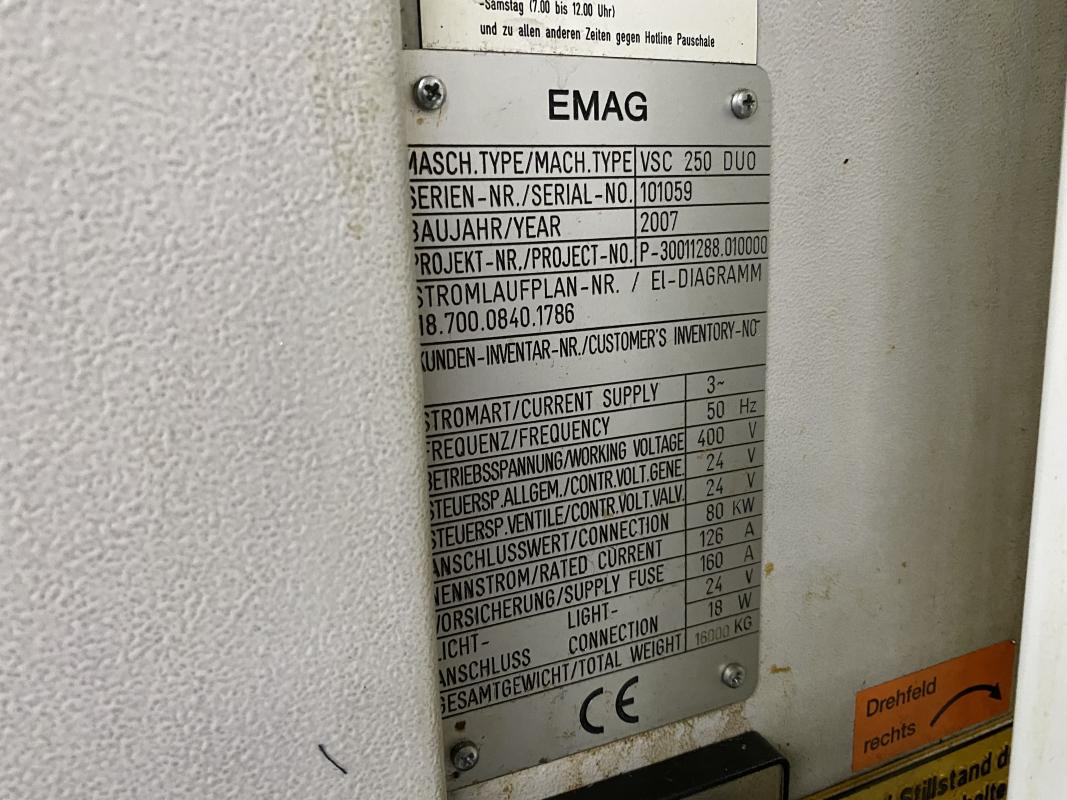 -Samstag (7.00 bis 12.00 Uhr)
und zu allen anderen Zeiten gegen Hotline Pauschale
EMAG
MASCH.TYPE/MACH.TYPE VSC 250 DUO
SERIEN-NR./SERIAL-NO. 101059
BAUJAHR/YEAR 2007
PROJEKT-NR./PROJECT-NO. P-30011288.010000
STROMLAUFPLAN-NR. / El-DIAGRAMM
18.700.0840.1786
KUNDEN-INVENTAR-NR./CUSTOMER'S INVENTORY-NO
STROMART/CURRENT SUPPLY 3~
FREQUENZ/FREQUENCY 50 Hz
BETRIEBSSPANNUNG/WORKING VOLTAGE 400 V
STEUERSP.ALLGEM./CONTR.VOLT.GENE. 24 V
STEUERSP.VENTILE/CONTR.VOLT.VALV. 24 V
ANSCHLUSSWERT/CONNECTION 80 KW
NENNSTROM/RATED CURRENT 126 A
VORSICHERUNG/SUPPLY FUSE 160 A
LICHT- LIGHT- 24 V
ANSCHLUSS CONNECTION 18 W
GESAMTGEWICHT/TOTAL WEIGHT 16000 KG
CE
Drehfeld
rechts
Stillstand